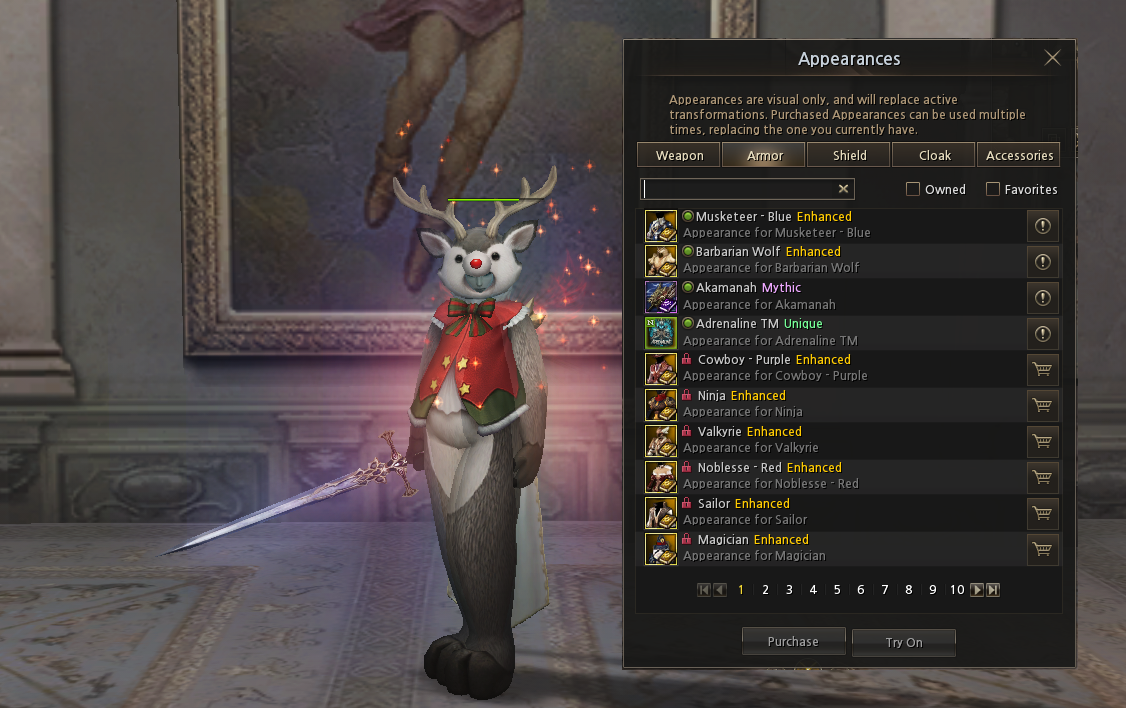 Appearances
Appearances are visual only, and will replace active
transformations. Purchased Appearances can be used multiple
times, replacing the one you currently have.
Weapon Armor Shield Cloak Accessories
Owned Favorites
Musketeer - Blue Enhanced
Appearance for Musketeer - Blue
Barbarian Wolf Enhanced
Appearance for Barbarian Wolf
Akamanah Mythic
Appearance for Akamanah
Adrenaline TM Unique
Appearance for Adrenaline TM
Cowboy - Purple Enhanced
Appearance for Cowboy - Purple
Ninja Enhanced
Appearance for Ninja
Valkyrie Enhanced
Appearance for Valkyrie
Noblesse - Red Enhanced
Appearance for Noblesse - Red
Sailor Enhanced
Appearance for Sailor
Magician Enhanced
Appearance for Magician
1 2 3 4 5 6 7 8 9 10
Purchase Try On